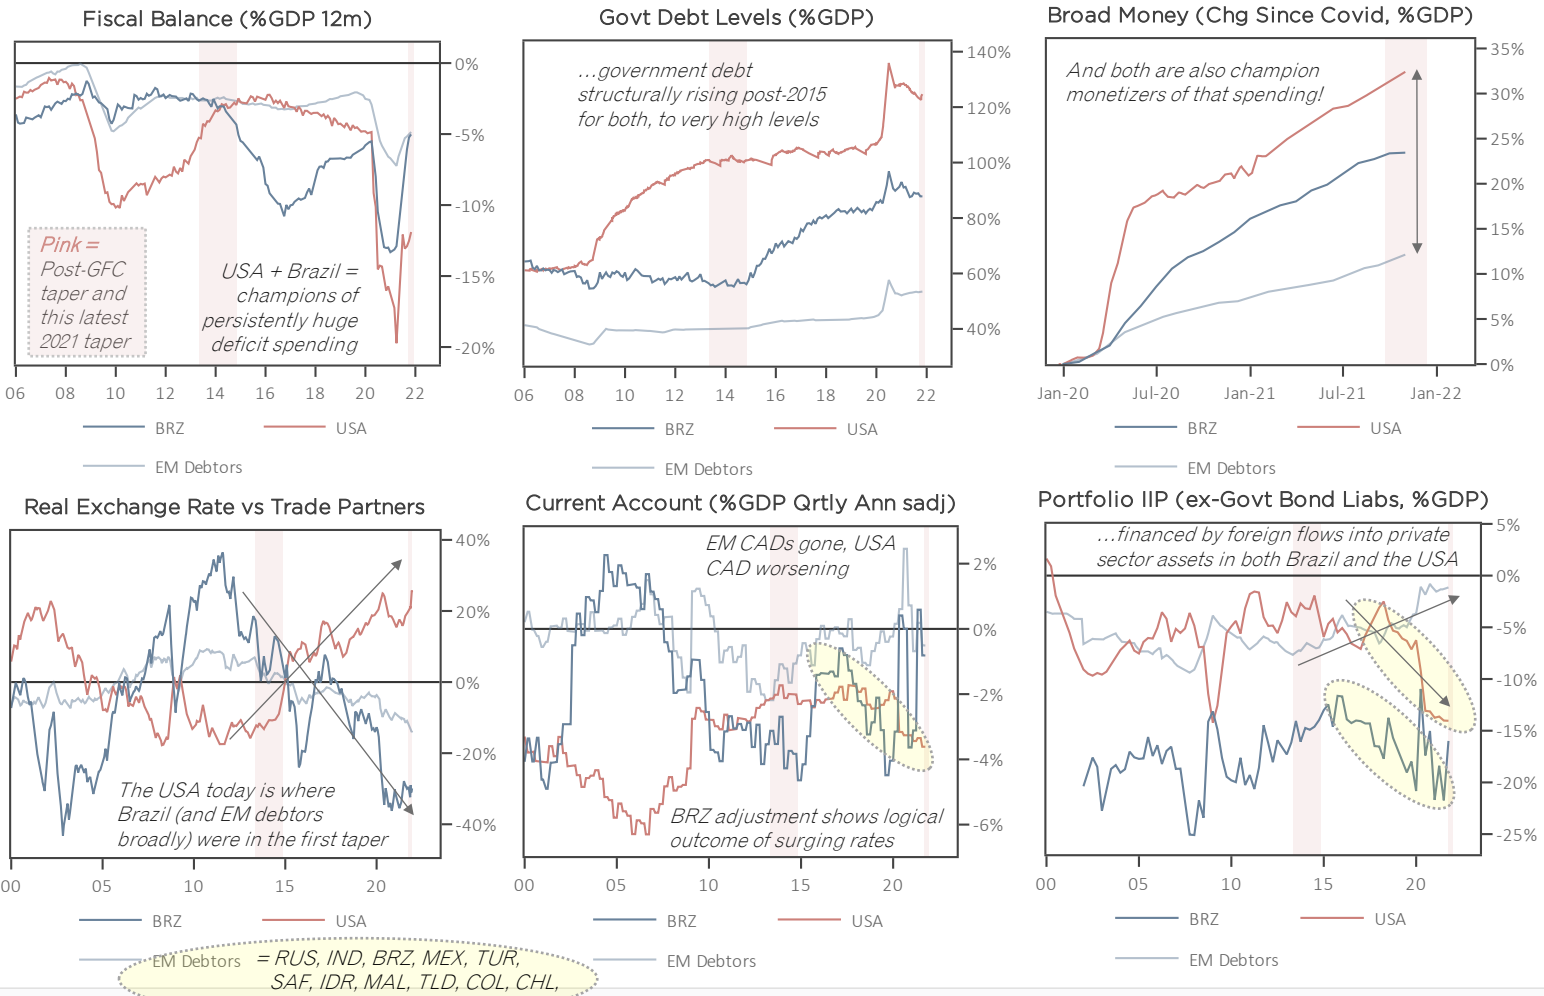 Fiscal Balance (%GDP 12m)
0%
-5%
-10%
-15%
-20%
Pink =
Post-GFC
taper and
this latest
2021 taper
USA + Brazil =
champions of
persistently huge
deficit spending
06 08 10 12 14 16 18 20 22
BRZ USA
EM Debtors
Govt Debt Levels (%GDP)
140%
120%
100%
80%
60%
40%
...government debt
structurally rising post-2015
for both, to very high levels
06 08 10 12 14 16 18 20 22
BRZ USA
EM Debtors
Broad Money (Chg Since Covid, %GDP)
35%
30%
25%
20%
15%
10%
5%
0%
And both are also champion
monetizers of that spending!
Jan-20 Jul-20 Jan-21 Jul-21 Jan-22
BRZ USA
EM Debtors
Real Exchange Rate vs Trade Partners
40%
20%
0%
-20%
-40%
The USA today is where
Brazil (and EM debtors
broadly) were in the first taper
00 05 10 15 20
BRZ USA
EM Debtors = RUS, IND, BRZ, MEX, TUR,
SAF, IDR, MAL, TLD, COL, CHL,
Current Account (%GDP Qrtly Ann sadj)
2%
0%
-2%
-4%
-6%
EM CADs gone, USA
CAD worsening
BRZ adjustment shows logical
outcome of surging rates
00 05 10 15 20
BRZ USA
EM Debtors
Portfolio IIP (ex-Govt Bond Liabs, %GDP)
5%
0%
-5%
-10%
-15%
-20%
-25%
...financed by foreign flows into private
sector assets in both Brazil and the USA
00 05 10 15 20
BRZ USA
EM Debtors